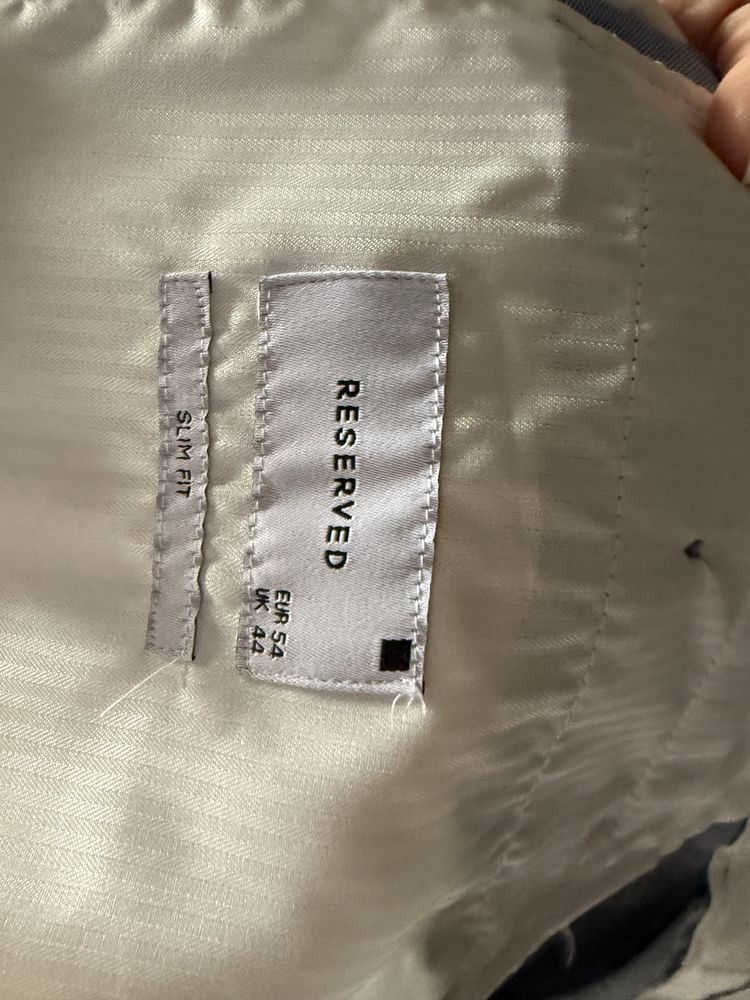 RESERVED
EUR 54
UK 44
SLIM FIT